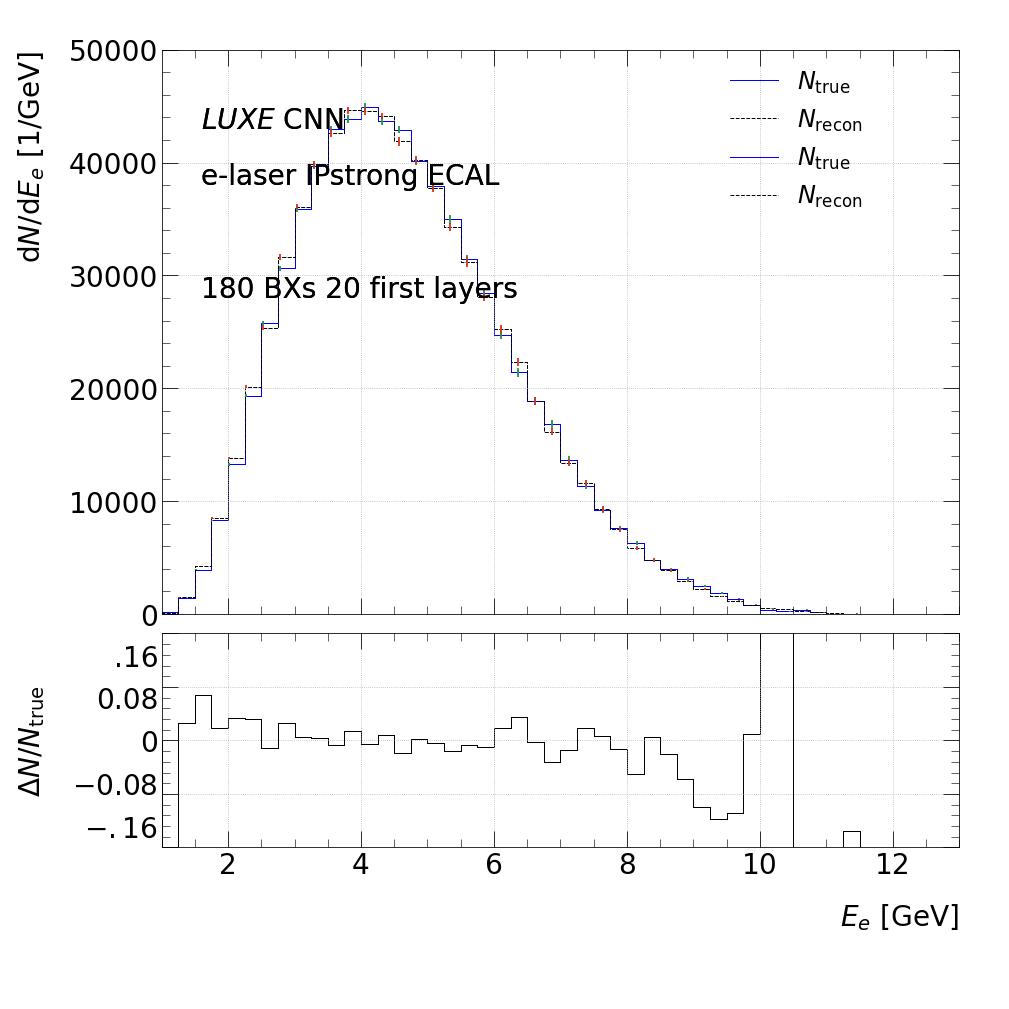 50000
40000
30000
20000
10000
0
dN/dE_e [1/GeV]
LUXE CNN
e-laser IPstrong ECAL
180 BXs 20 first layers
N_true
N_recon
N_true
N_recon
.16
0.08
0
−0.08
−.16
ΔN/N_true
2 4 6 8 10 12
E_e [GeV]